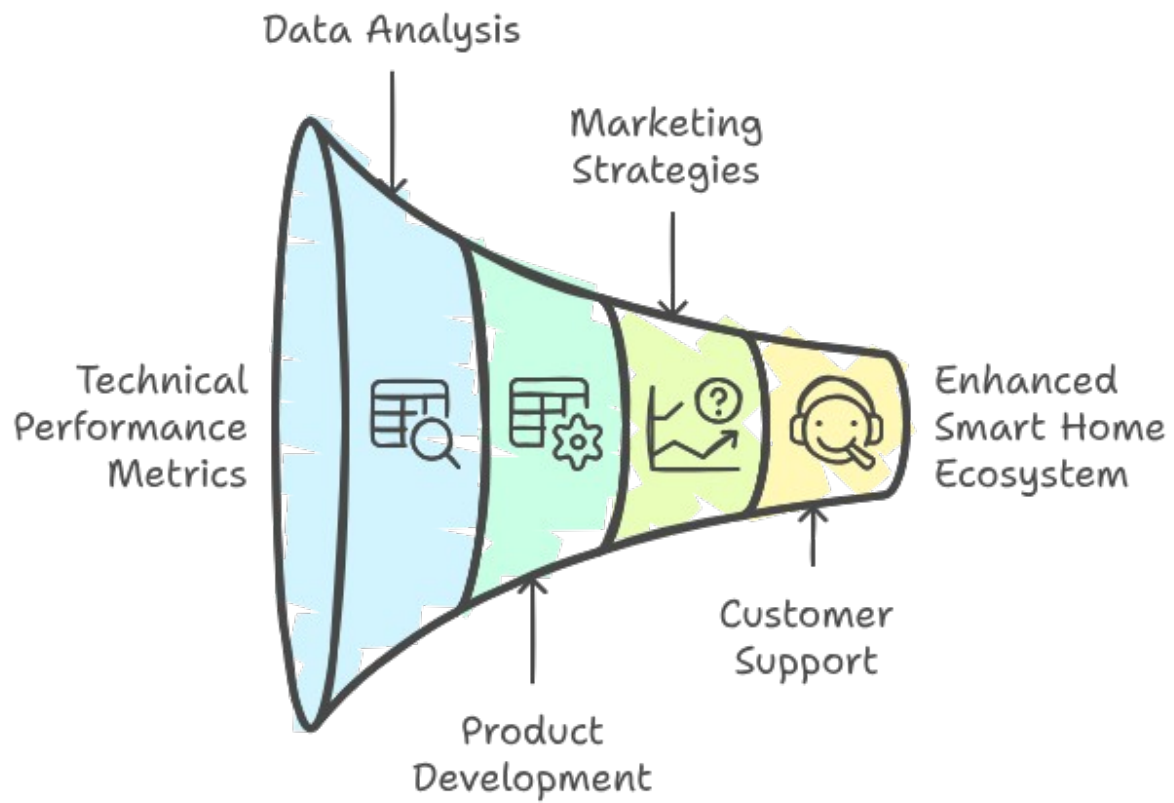 Data Analysis
Marketing
Strategies
Technical
Performance
Metrics
?
Enhanced
Smart Home
Ecosystem
Customer
Support
Product
Development